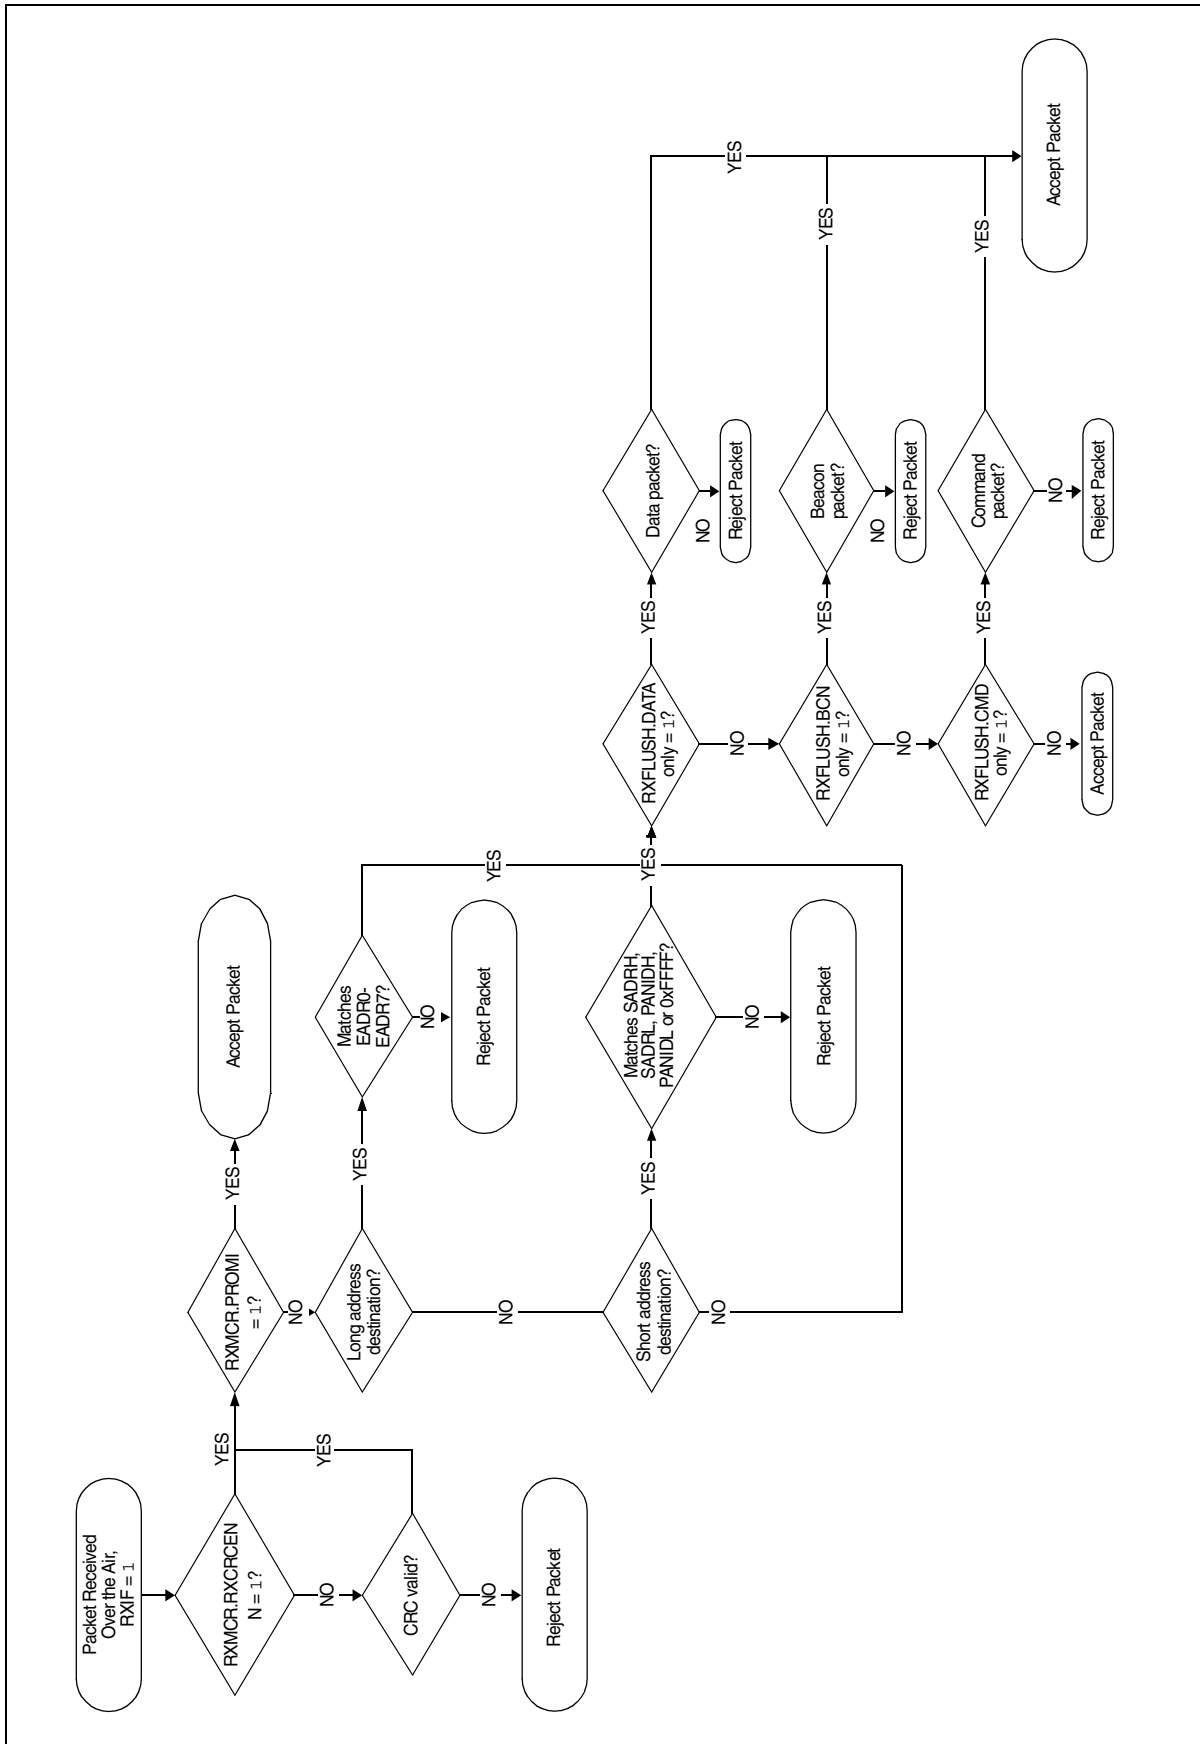 Packet Received
Over the Air,
RXIF = 1
RXMCR.RXCRCEN
N = 1?
YES
NO
CRC valid?
YES
NO
Reject Packet
RXMCR.PROMI
= 1?
YES
Accept Packet
NO
Long address
destination?
YES
Matches
EADR0-
EADR7?
YES
NO
Reject Packet
NO
Short address
destination?
YES
NO
Matches SADRH,
SADRL, PANIDH,
PANIDL or 0xFFFF?
YES
NO
Reject Packet
RXFLUSH.DATA
only = 1?
YES
Data packet?
YES
NO
Reject Packet
NO
RXFLUSH.BCN
only = 1?
YES
Beacon
packet?
YES
NO
Reject Packet
NO
RXFLUSH.CMD
only = 1?
YES
Command
packet?
YES
NO
Reject Packet
NO
Accept Packet
Accept Packet